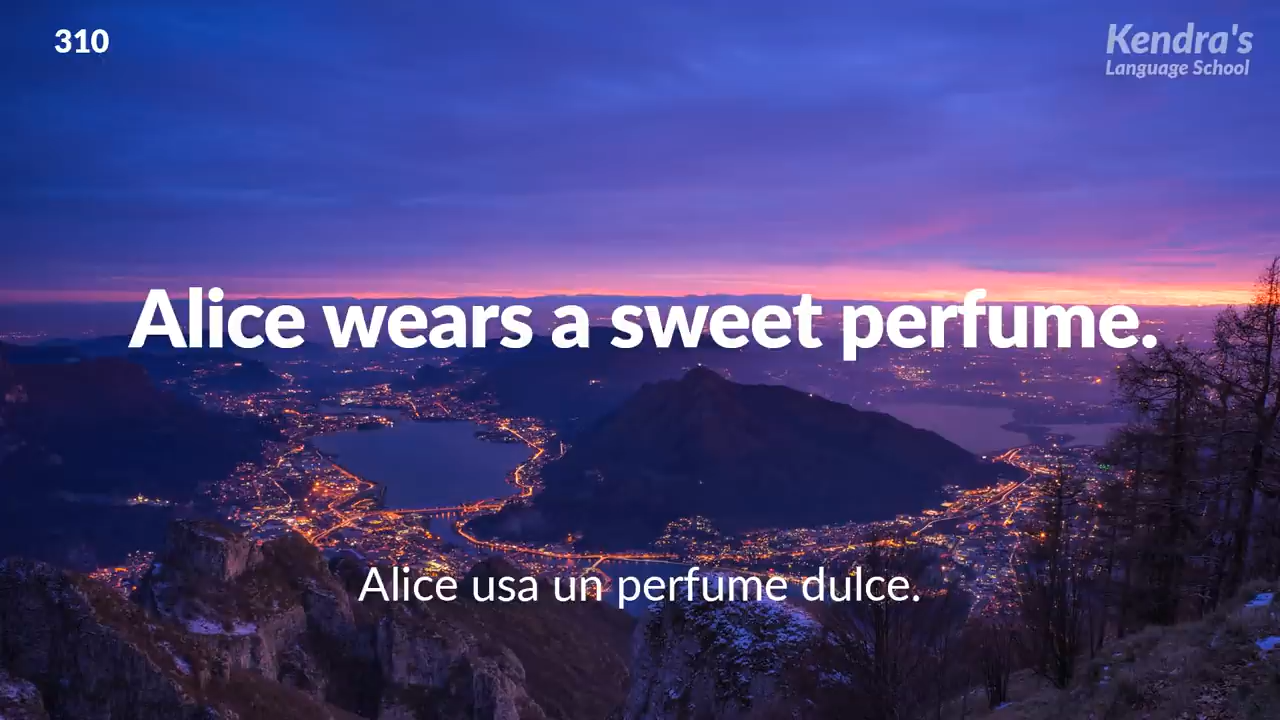 310
Kendra's
Language School
Alice wears a sweet perfume.
Alice usa un perfume dulce.